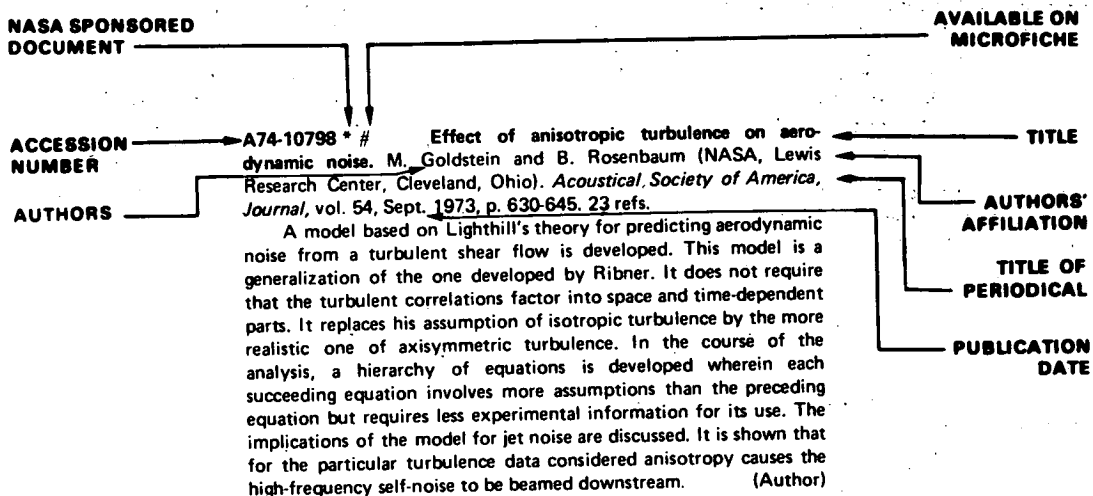 NASA SPONSORED
DOCUMENT
AVAILABLE ON
MICROFICHE
ACCESSION
NUMBER
AUTHORS
A74-10798 * # Effect of anisotropic turbulence on aero-
dynamic noise. M. Goldstein and B. Rosenbaum (NASA, Lewis
Research Center, Cleveland, Ohio). Acoustical Society of America,
Journal, vol. 54, Sept. 1973, p. 630-645. 23 refs.
A model based on Lighthill's theory for predicting aerodynamic
noise from a turbulent shear flow is developed. This model is a
generalization of the one developed by Ribner. It does not require
that the turbulent correlations factor into space and time-dependent
parts. It replaces his assumption of isotropic turbulence by the more
realistic one of axisymmetric turbulence. In the course of the
analysis, a hierarchy of equations is developed wherein each
succeeding equation involves more assumptions than the preceding
equation but requires less experimental information for its use. The
implications of the model for jet noise are discussed. It is shown that
for the particular turbulence data considered anisotropy causes the
high-frequency self-noise to be beamed downstream. (Author)
TITLE
AUTHORS'
AFFILIATION
TITLE OF
PERIODICAL
PUBLICATION
DATE